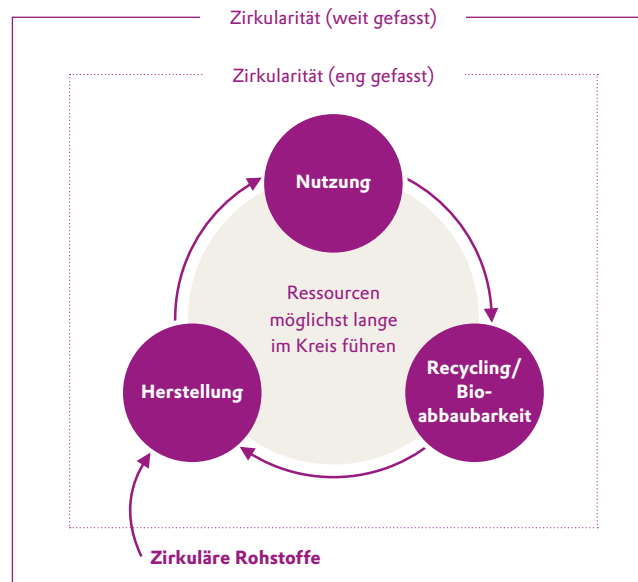 Zirkularität (weit gefasst)
Zirkularität (eng gefasst)
Nutzung
Ressourcen
möglichst lange
im Kreis führen
Herstellung
Recycling/
Bio-
abbaubarkeit
Zirkuläre Rohstoffe